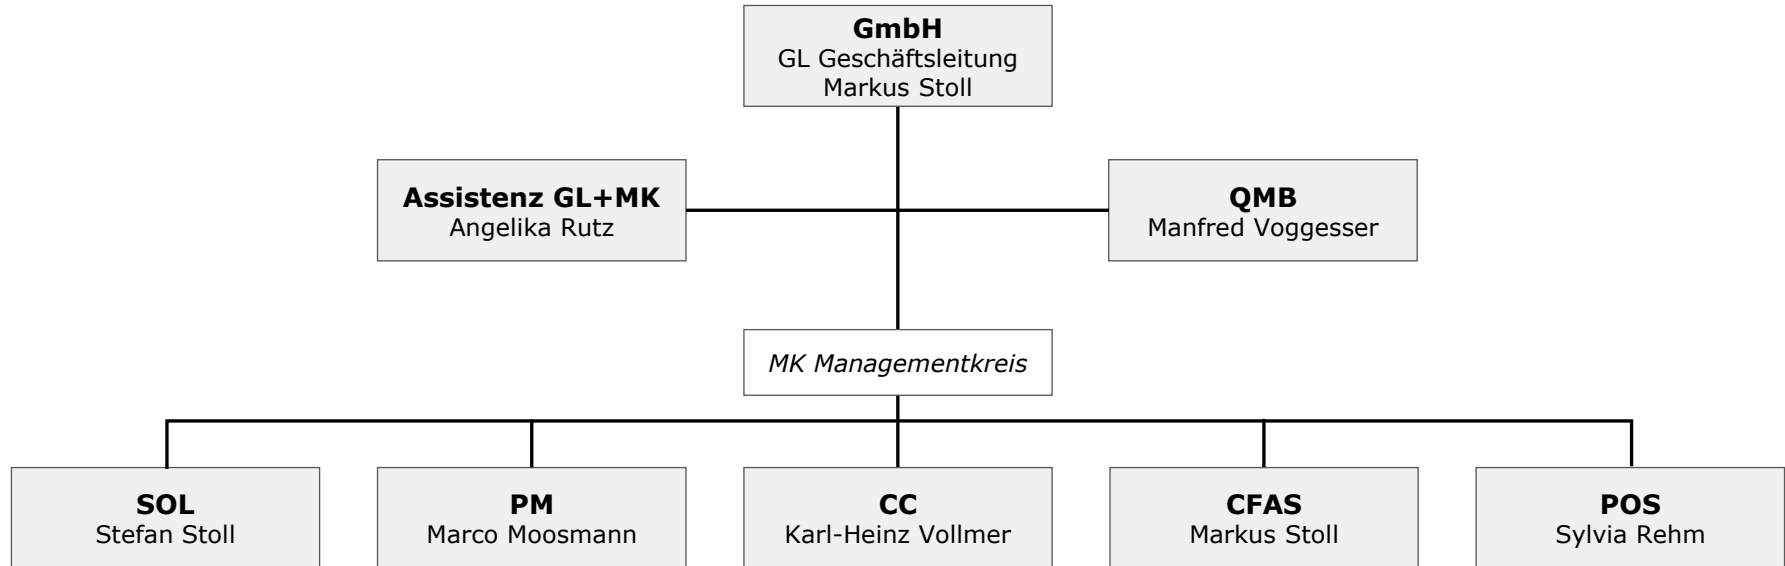 GmbH
GL Geschäftsleitung
Markus Stoll
Assistenz GL+MK
Angelika Rutz
QMB
Manfred Voggesser
MK Managementkreis
SOL
Stefan Stoll
PM
Marco Moosmann
CC
Karl-Heinz Vollmer
CFAS
Markus Stoll
POS
Sylvia Rehm